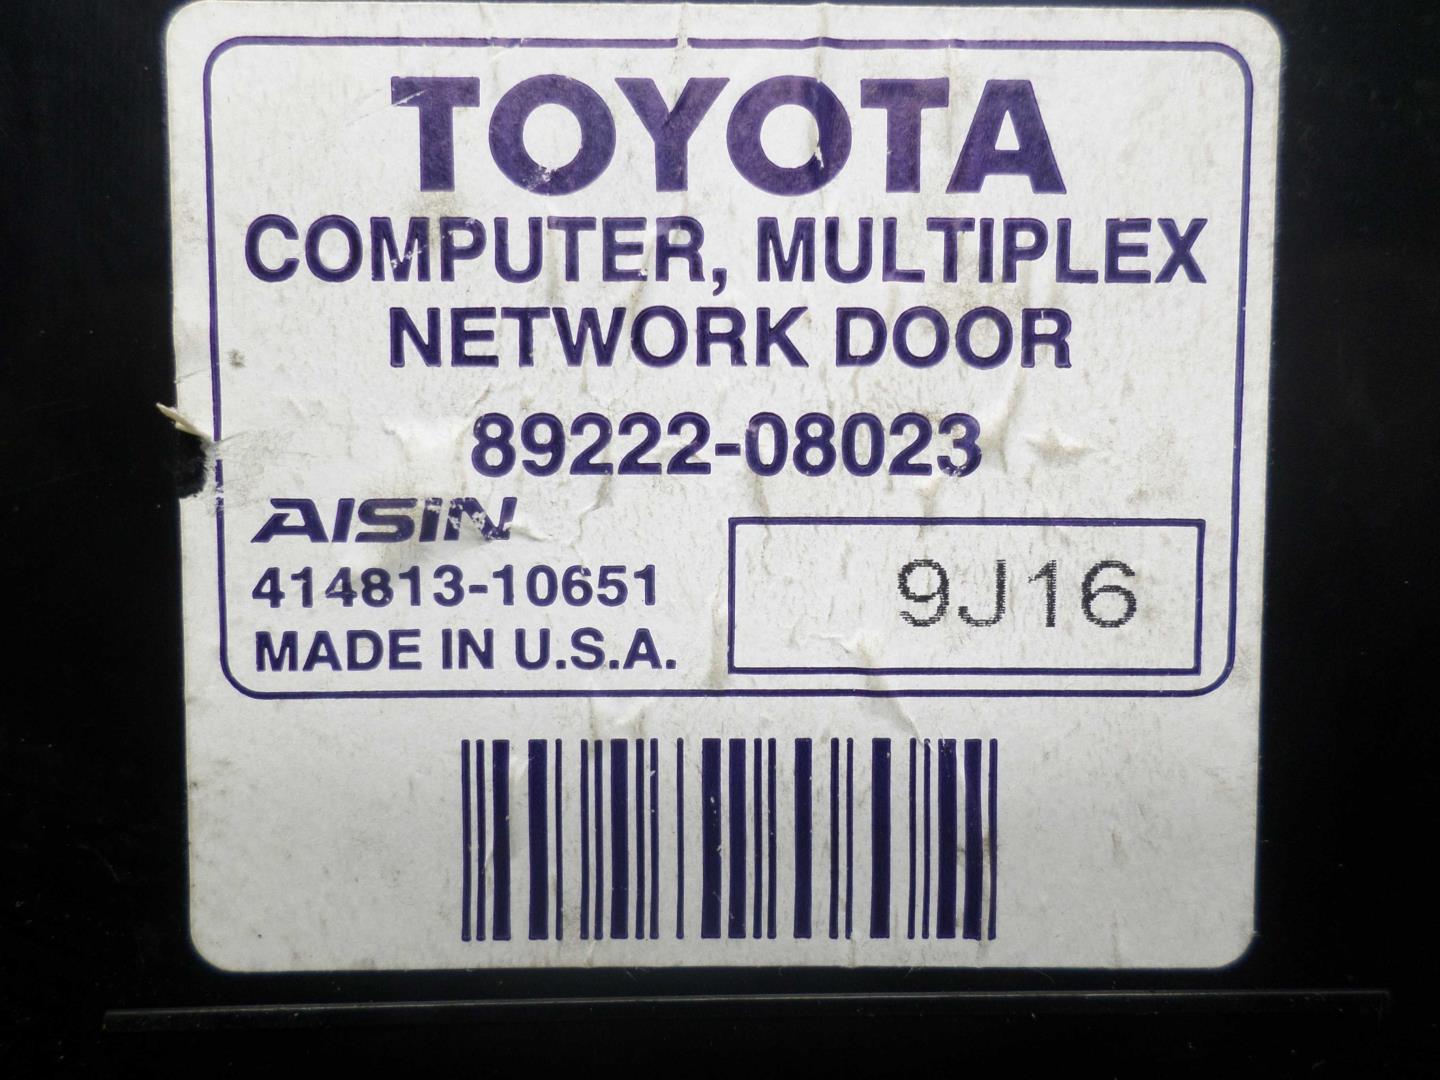 TOYOTA
COMPUTER, MULTIPLEX
NETWORK DOOR
89222-08023
AISIN
414813-10651
MADE IN U.S.A.
9J16